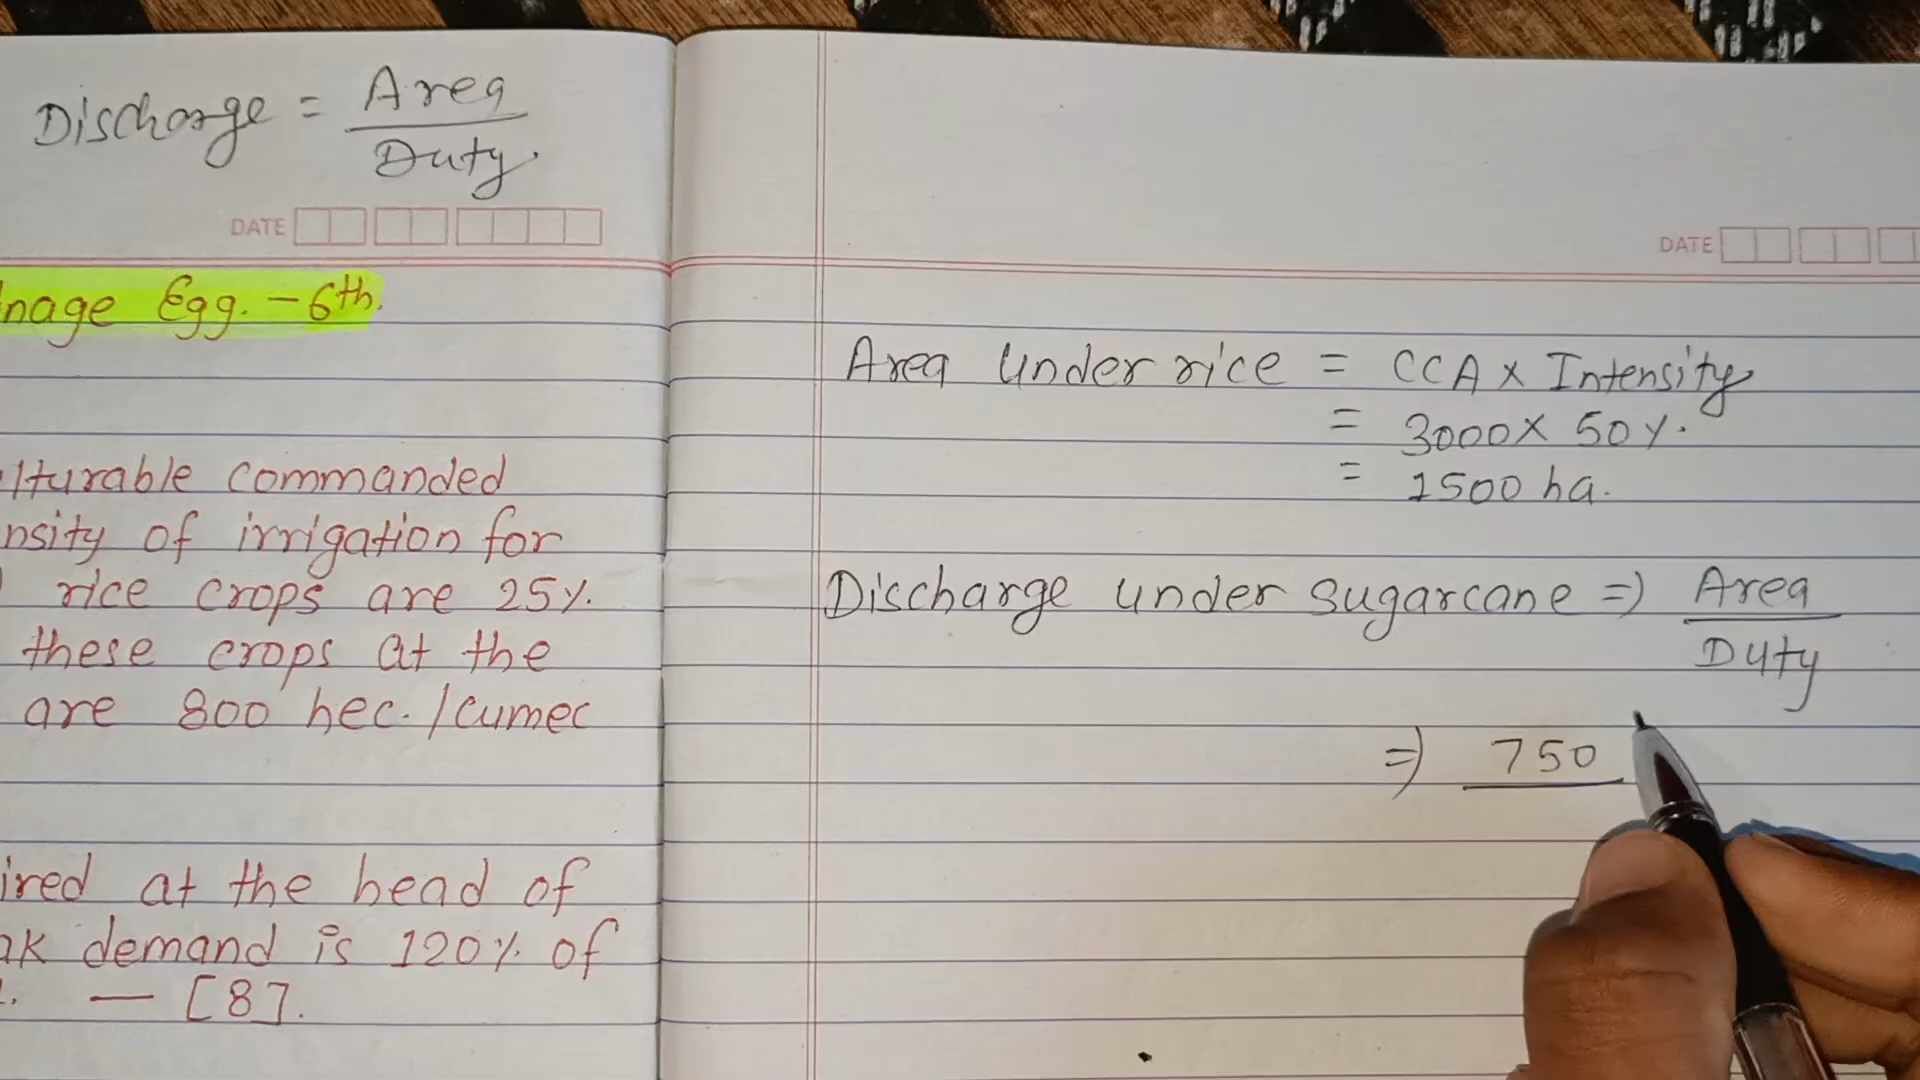 Discharge = Area
Duty.
DATE
nage Egg. - 6th.
lturable commanded
nsity of irrigation for
rice crops are 25%.
these crops at the
are 800 hec. /cumec
ired at the head of
ak demand is 120% of
— [8].
DATE
Area Under rice = CCA x Intensity
= 3000 x 50%.
= 1500 ha.
Discharge under sugarcane => Area
Duty
=> 750